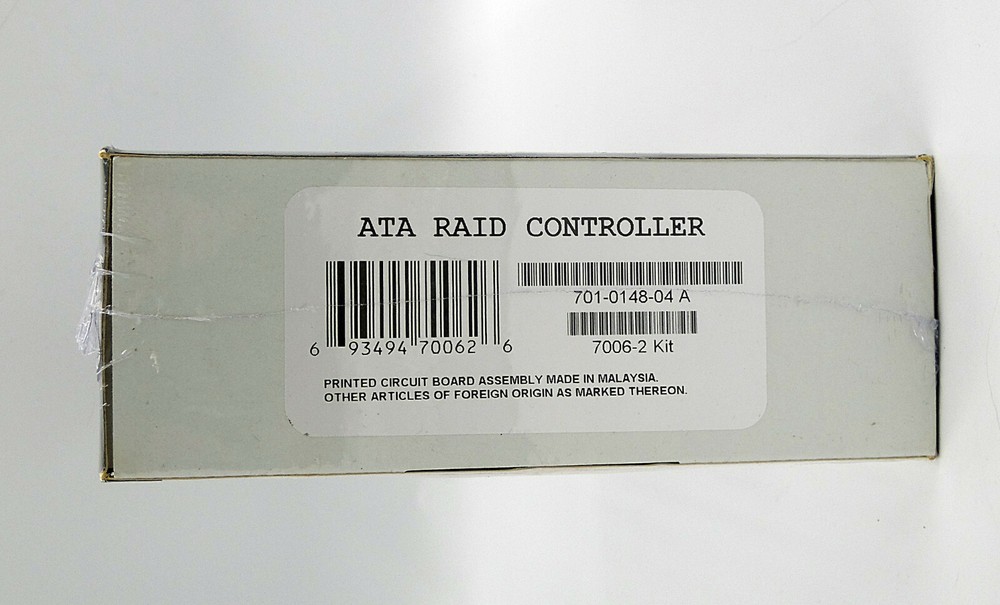 ATA RAID CONTROLLER
701-0148-04 A
6 93494 70062 6
7006-2 Kit
PRINTED CIRCUIT BOARD ASSEMBLY MADE IN MALAYSIA.
OTHER ARTICLES OF FOREIGN ORIGIN AS MARKED THEREON.